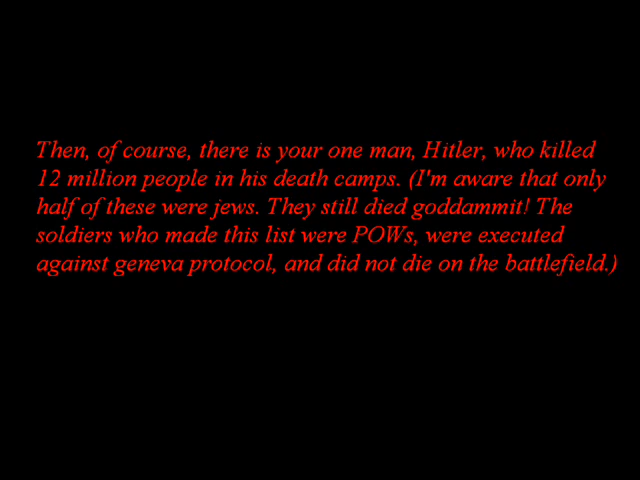 Then, of course, there is your one man, Hitler, who killed
12 million people in his death camps. (I'm aware that only
half of these were jews. They still died goddammit! The
soldiers who made this list were POWs, were executed
against geneva protocol, and did not die on the battlefield.)